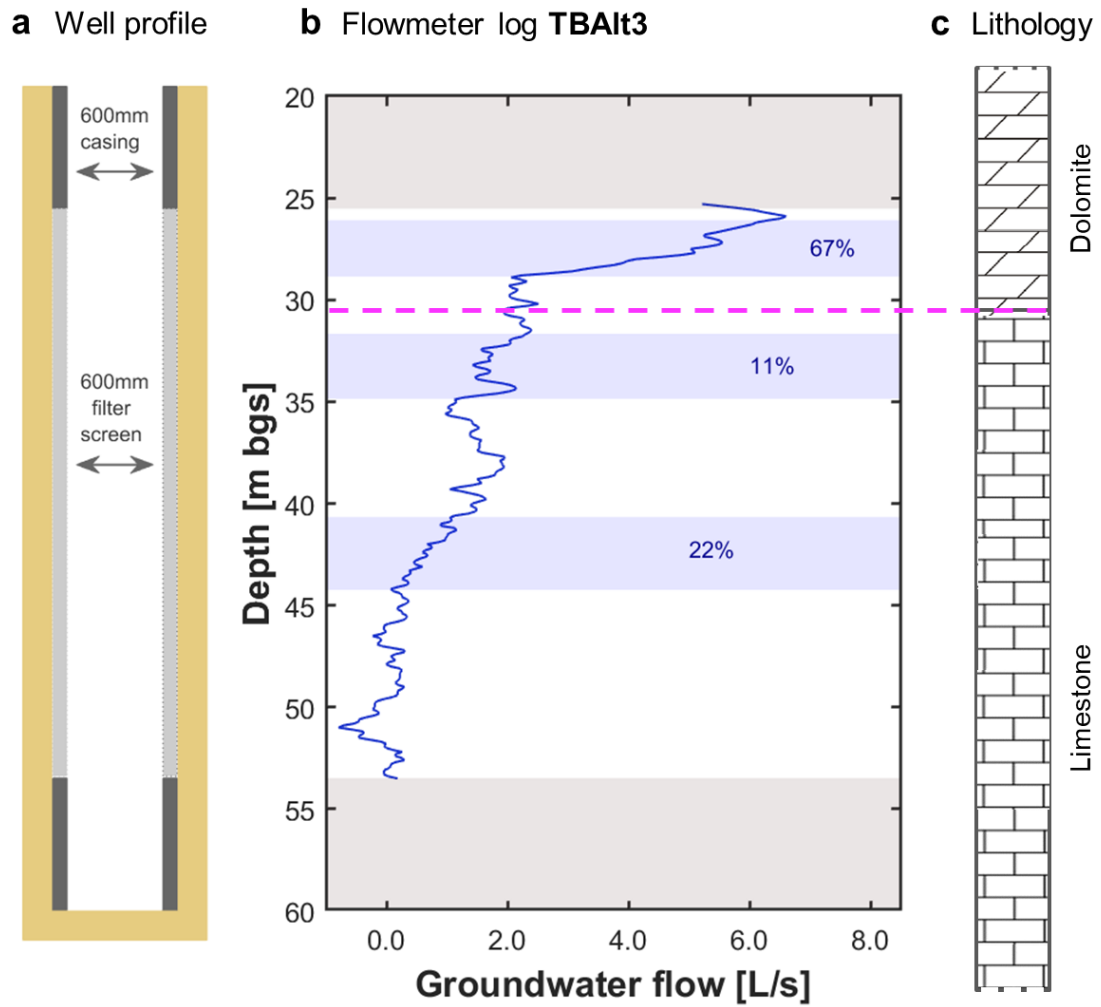 a Well profile
b Flowmeter log TBAlt3
c Lithology
600mm
casing
600mm
filter
screen
Depth [m bgs]
20
25
30
35
40
45
50
55
60
67%
11%
22%
0.0
2.0
4.0
6.0
8.0
Groundwater flow [L/s]
Dolomite
Limestone